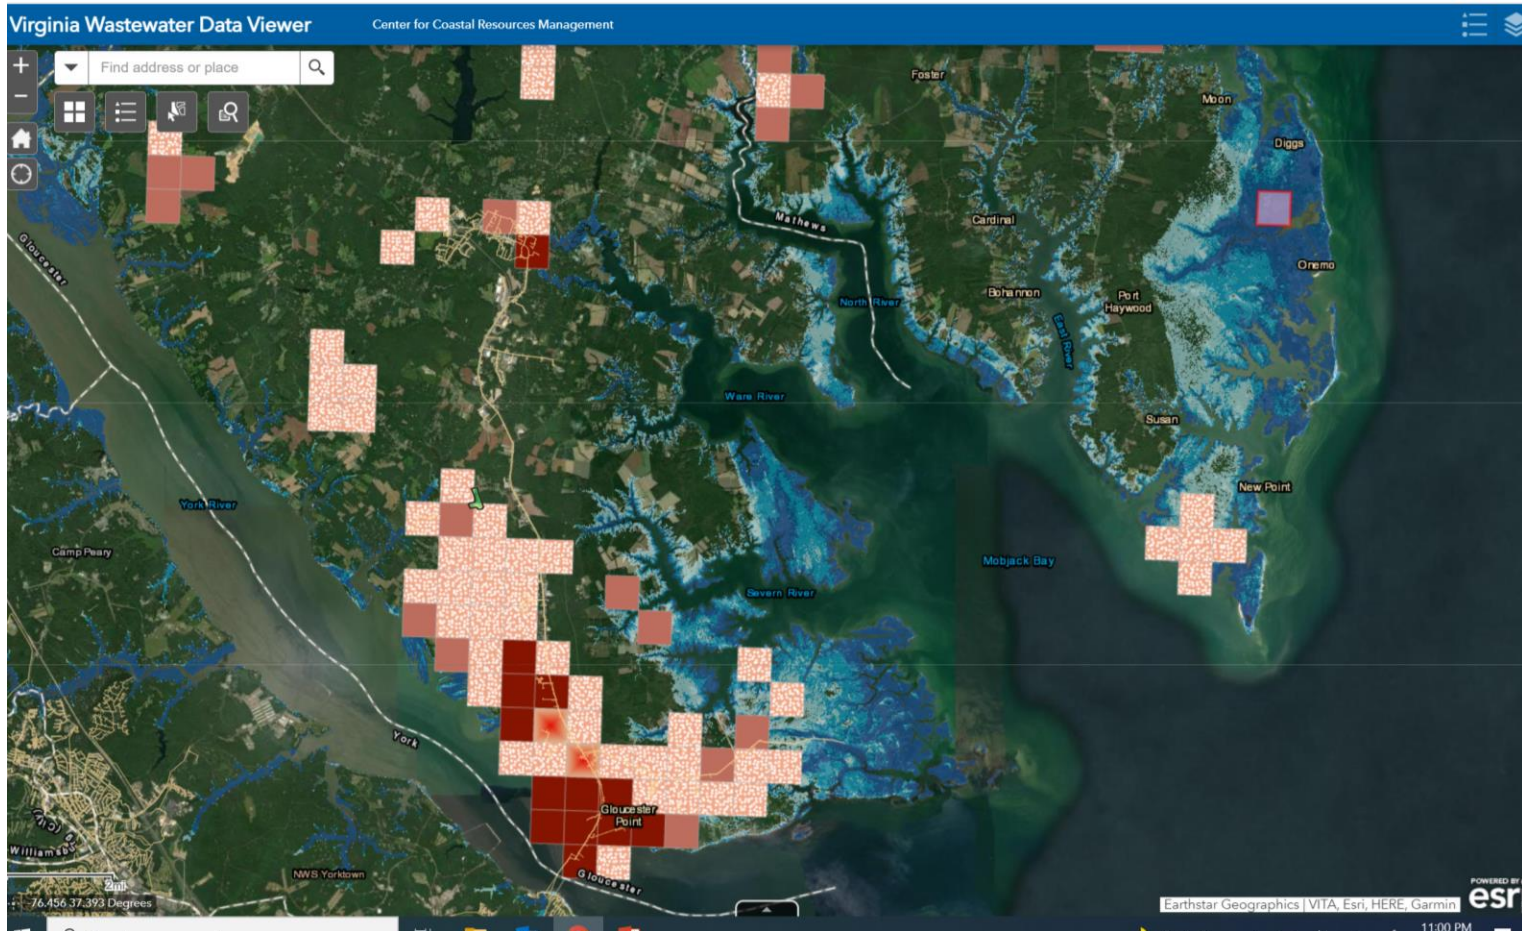 Virginia Wastewater Data Viewer
Center for Coastal Resources Management
+
Find address or place
−
Foster
Moon
Diggs
Mathews
Cardinal
Gloucester
Onemo
Bohannon
Port
Haywood
North River
East River
Ware River
Susan
New Point
York River
Camp Peary
Mobjack Bay
Severn River
York
Gloucester
Point
NWS Yorktown
Gloucester
2mi
-76.456 37.393 Degrees
Earthstar Geographics | VITA, Esri, HERE, Garmin
POWERED BY
esri
11:00 PM